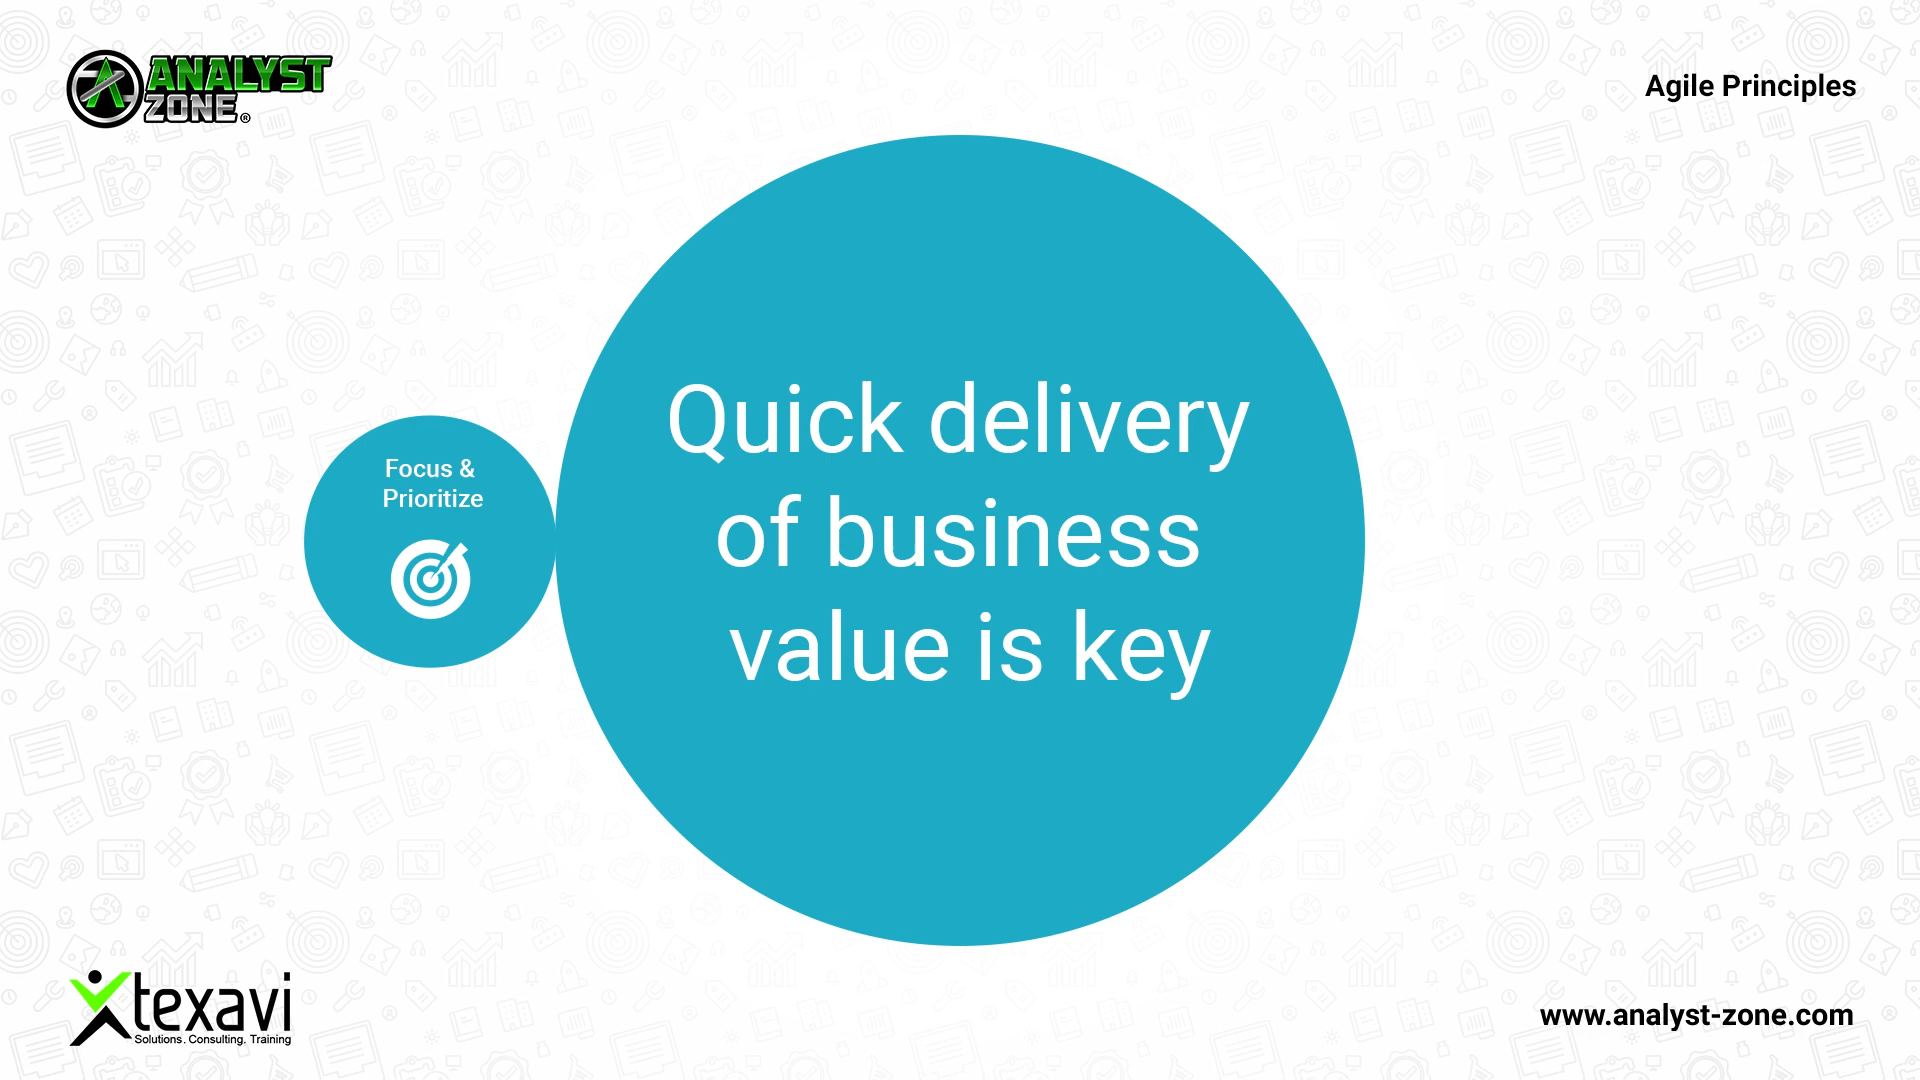 ANALYST
ZONE®
Agile Principles
Focus &
Prioritize
Quick delivery
of business
value is key
texavi
Solutions. Consulting. Training
www.analyst-zone.com